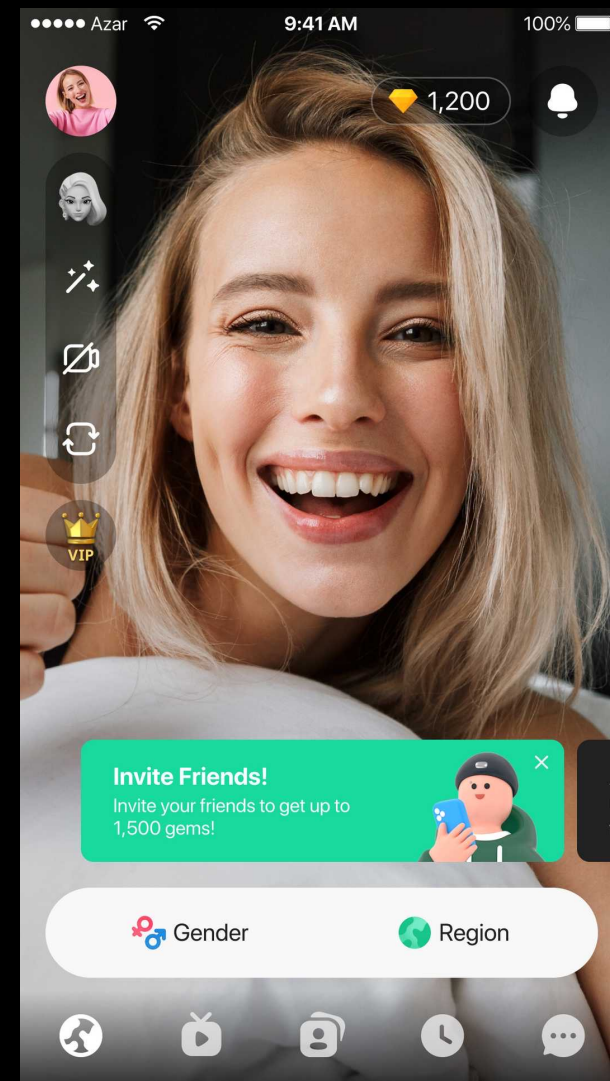 Azar
9:41 AM
100%
1,200
VIP
Invite Friends!
Invite your friends to get up to
1,500 gems!
Gender
Region